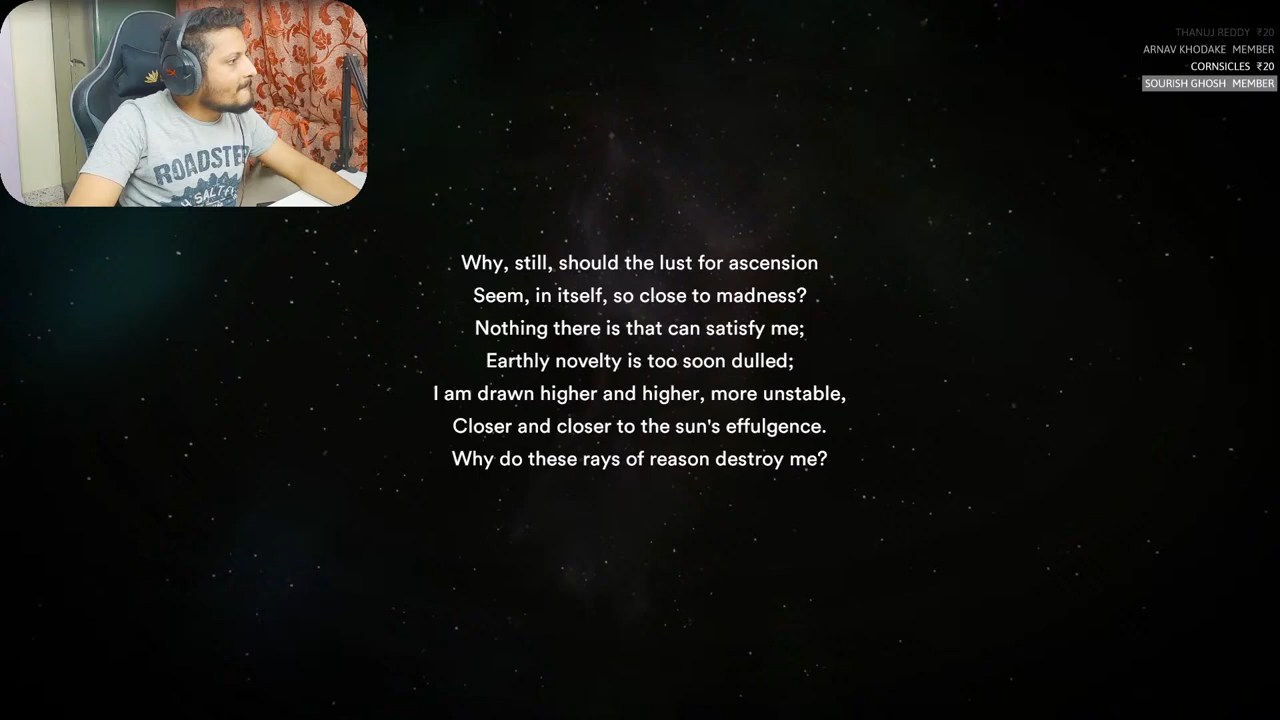 THANUJ REDDY ₹20
ARNAV KHODAKE MEMBER
CORNSICLES ₹20
SOURISH GHOSH MEMBER
ROADSTER
SALT
Why, still, should the lust for ascension
Seem, in itself, so close to madness?
Nothing there is that can satisfy me;
Earthly novelty is too soon dulled;
I am drawn higher and higher, more unstable,
Closer and closer to the sun's effulgence.
Why do these rays of reason destroy me?